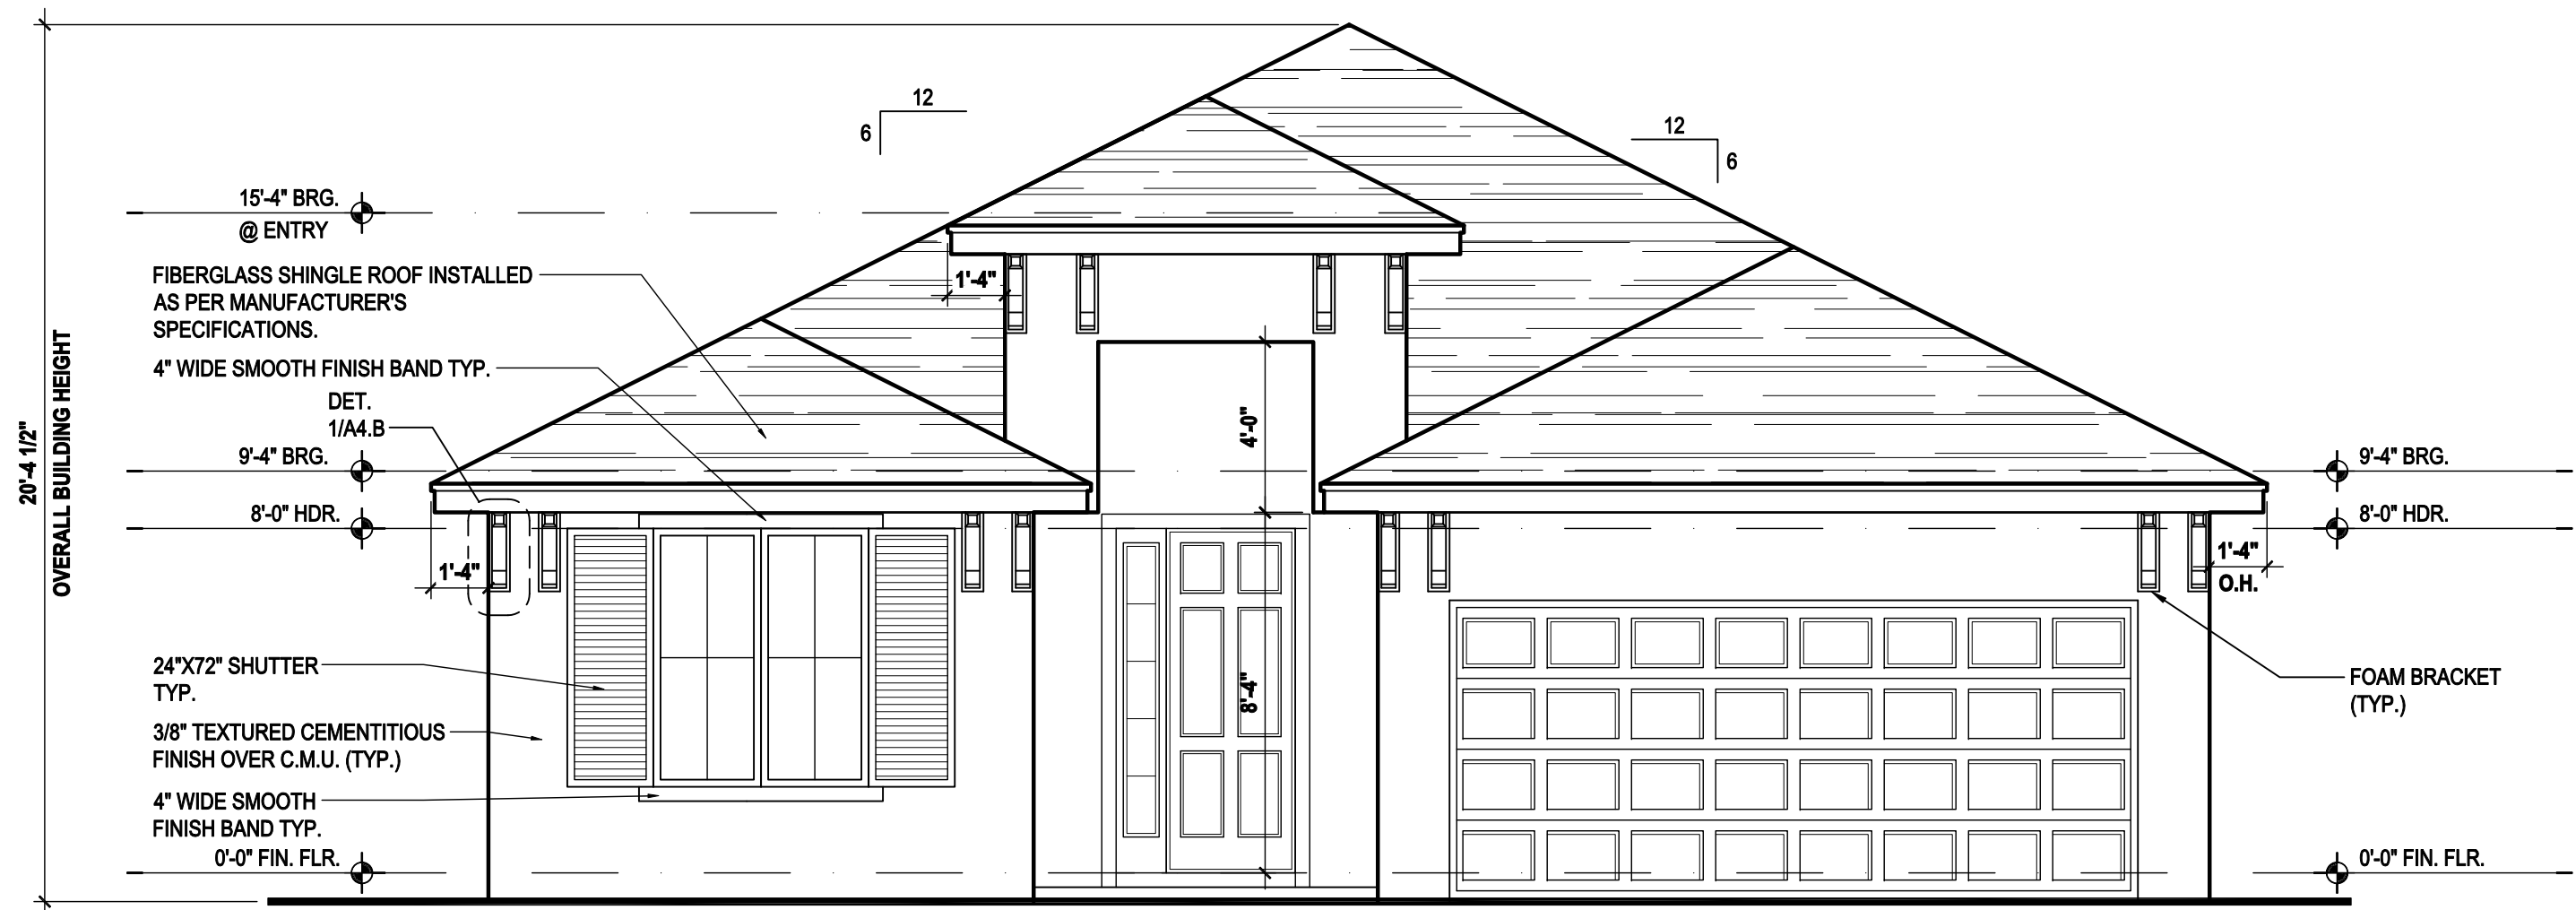 12
6
12
6
15'-4" BRG.
@ ENTRY
FIBERGLASS SHINGLE ROOF INSTALLED
AS PER MANUFACTURER'S
SPECIFICATIONS.
1'-4"
4" WIDE SMOOTH FINISH BAND TYP.
DET.
1/A4.B
20'-4 1/2"
OVERALL BUILDING HEIGHT
4'-0"
9'-4" BRG.
9'-4" BRG.
8'-0" HDR.
8'-0" HDR.
1'-4"
1'-4"
O.H.
24"X72" SHUTTER
TYP.
8'-4"
FOAM BRACKET
(TYP.)
3/8" TEXTURED CEMENTITIOUS
FINISH OVER C.M.U. (TYP.)
4" WIDE SMOOTH
FINISH BAND TYP.
0'-0" FIN. FLR.
0'-0" FIN. FLR.